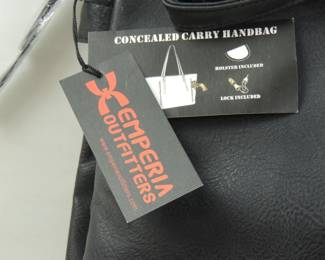 CONCEALED CARRY HANDBAG
HOLSTER INCLUDED
LOCK INCLUDED
EMPERIA
OUTFITTERS
www.emperiaoutfitters.com